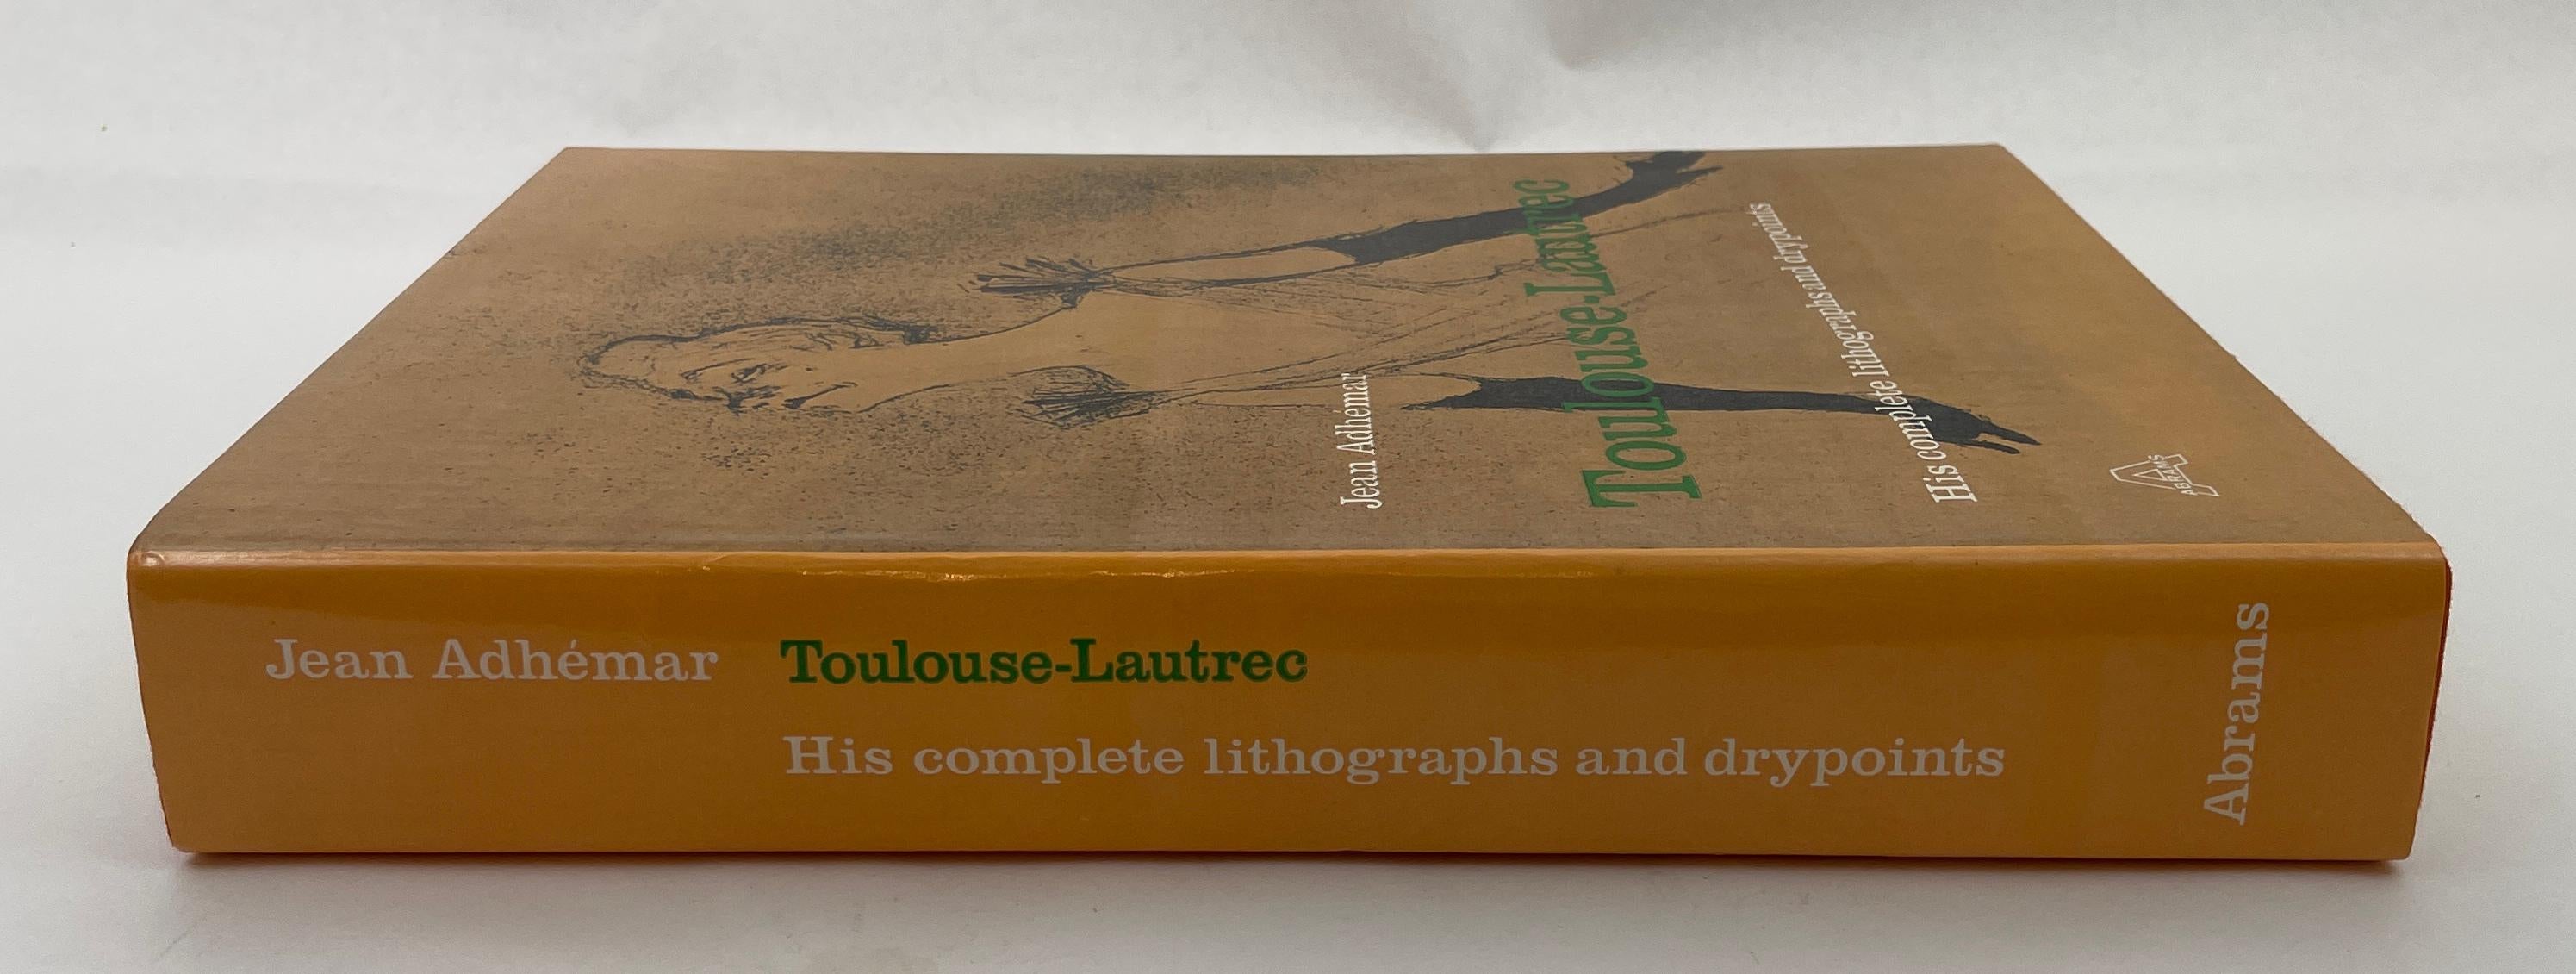 Jean Adhémar
Toulouse-Lautrec
His complete lithographs and drypoints
ABRAMS
Jean Adhémar Toulouse-Lautrec
His complete lithographs and drypoints
Abrams